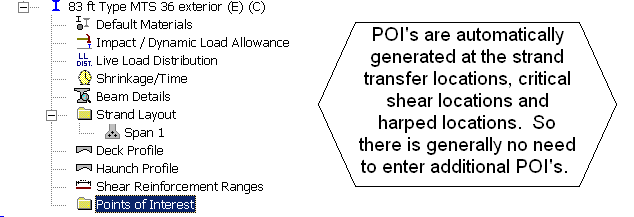 83 ft Type MTS 36 exterior (E) (C)
Default Materials
Impact / Dynamic Load Allowance
LL
DIST.
Live Load Distribution
Shrinkage/Time
Beam Details
Strand Layout
Span 1
Deck Profile
Haunch Profile
Shear Reinforcement Ranges
Points of Interest
POI's are automatically
generated at the strand
transfer locations, critical
shear locations and
harped locations.  So
there is generally no need
to enter additional POI's.